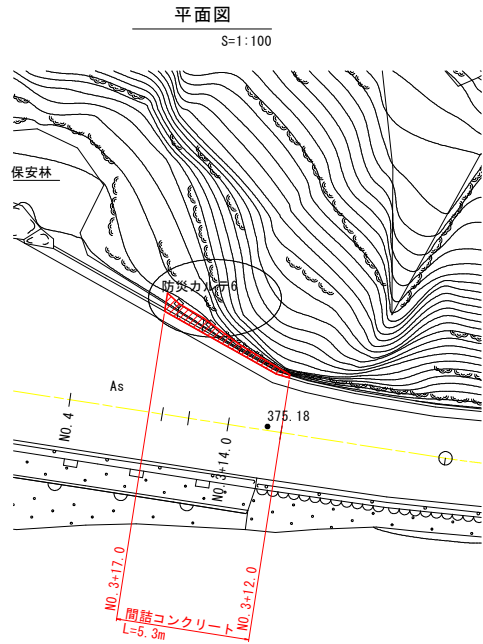 平面図
S=1:100
保安林
防災カルテ6
As
375.18
NO.4
NO.3+14.0
NO.3+17.0
NO.3+12.0
間詰コンクリート
L=5.3m